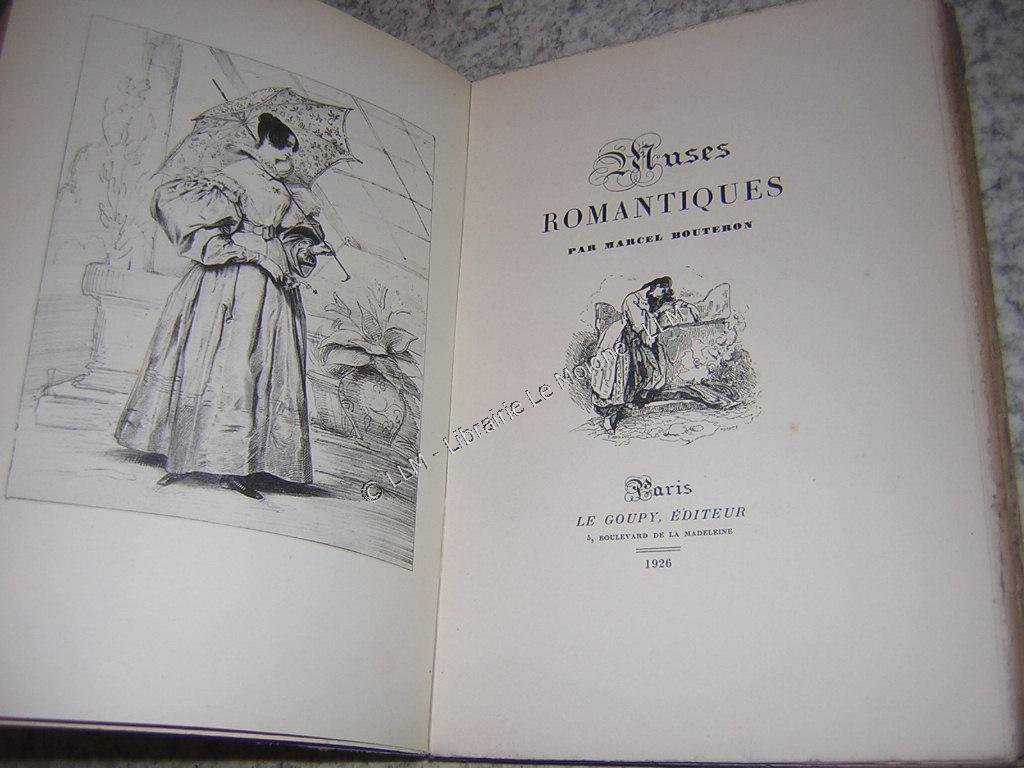 Muses
ROMANTIQUES
PAR MARCEL BOUTERON
Paris
LE GOUPY, ÉDITEUR
5, BOULEVARD DE LA MADELEINE
1926
© LLM - Librairie Le Moigne - LLM